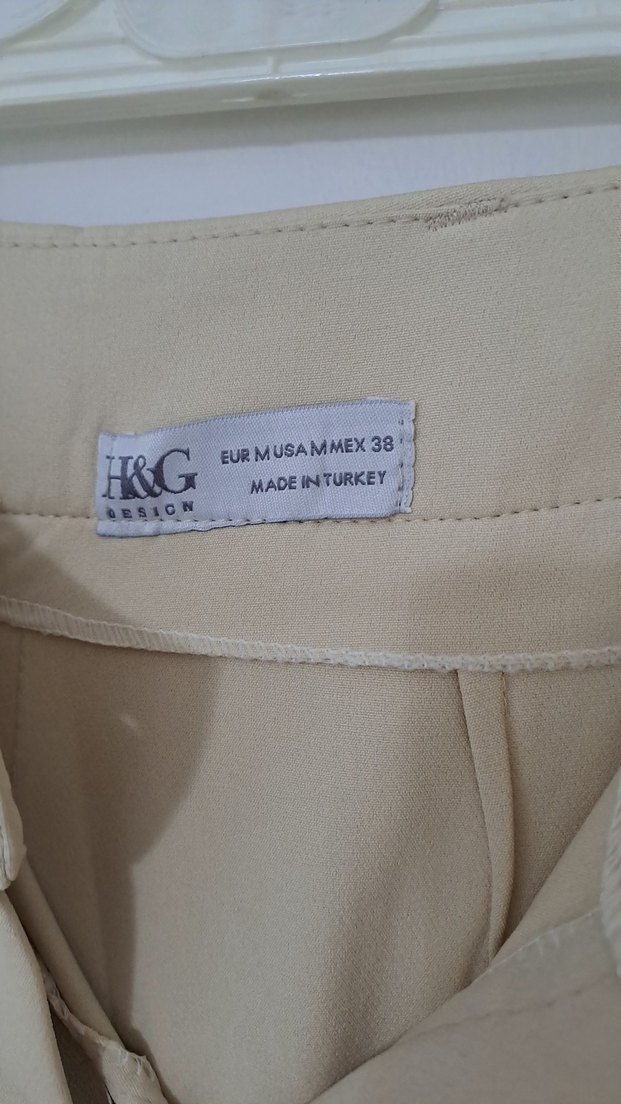 H&G
DESIGN
EUR M USA M MEX 38
MADE IN TURKEY